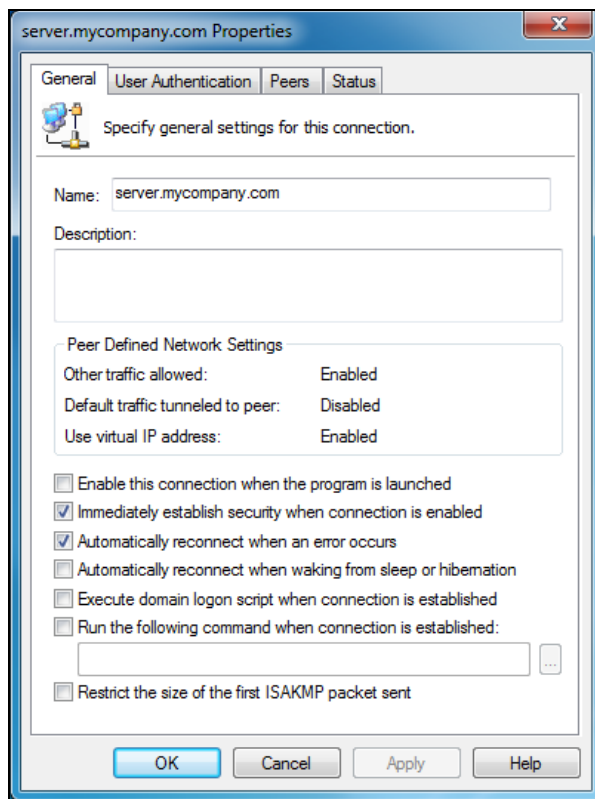 server.mycompany.com Properties
General User Authentication Peers Status
Specify general settings for this connection.
Name: server.mycompany.com
Description:
Peer Defined Network Settings
Other traffic allowed: Enabled
Default traffic tunneled to peer: Disabled
Use virtual IP address: Enabled
Enable this connection when the program is launched
Immediately establish security when connection is enabled
Automatically reconnect when an error occurs
Automatically reconnect when waking from sleep or hibernation
Execute domain logon script when connection is established
Run the following command when connection is established:
...
Restrict the size of the first ISAKMP packet sent
OK Cancel Apply Help